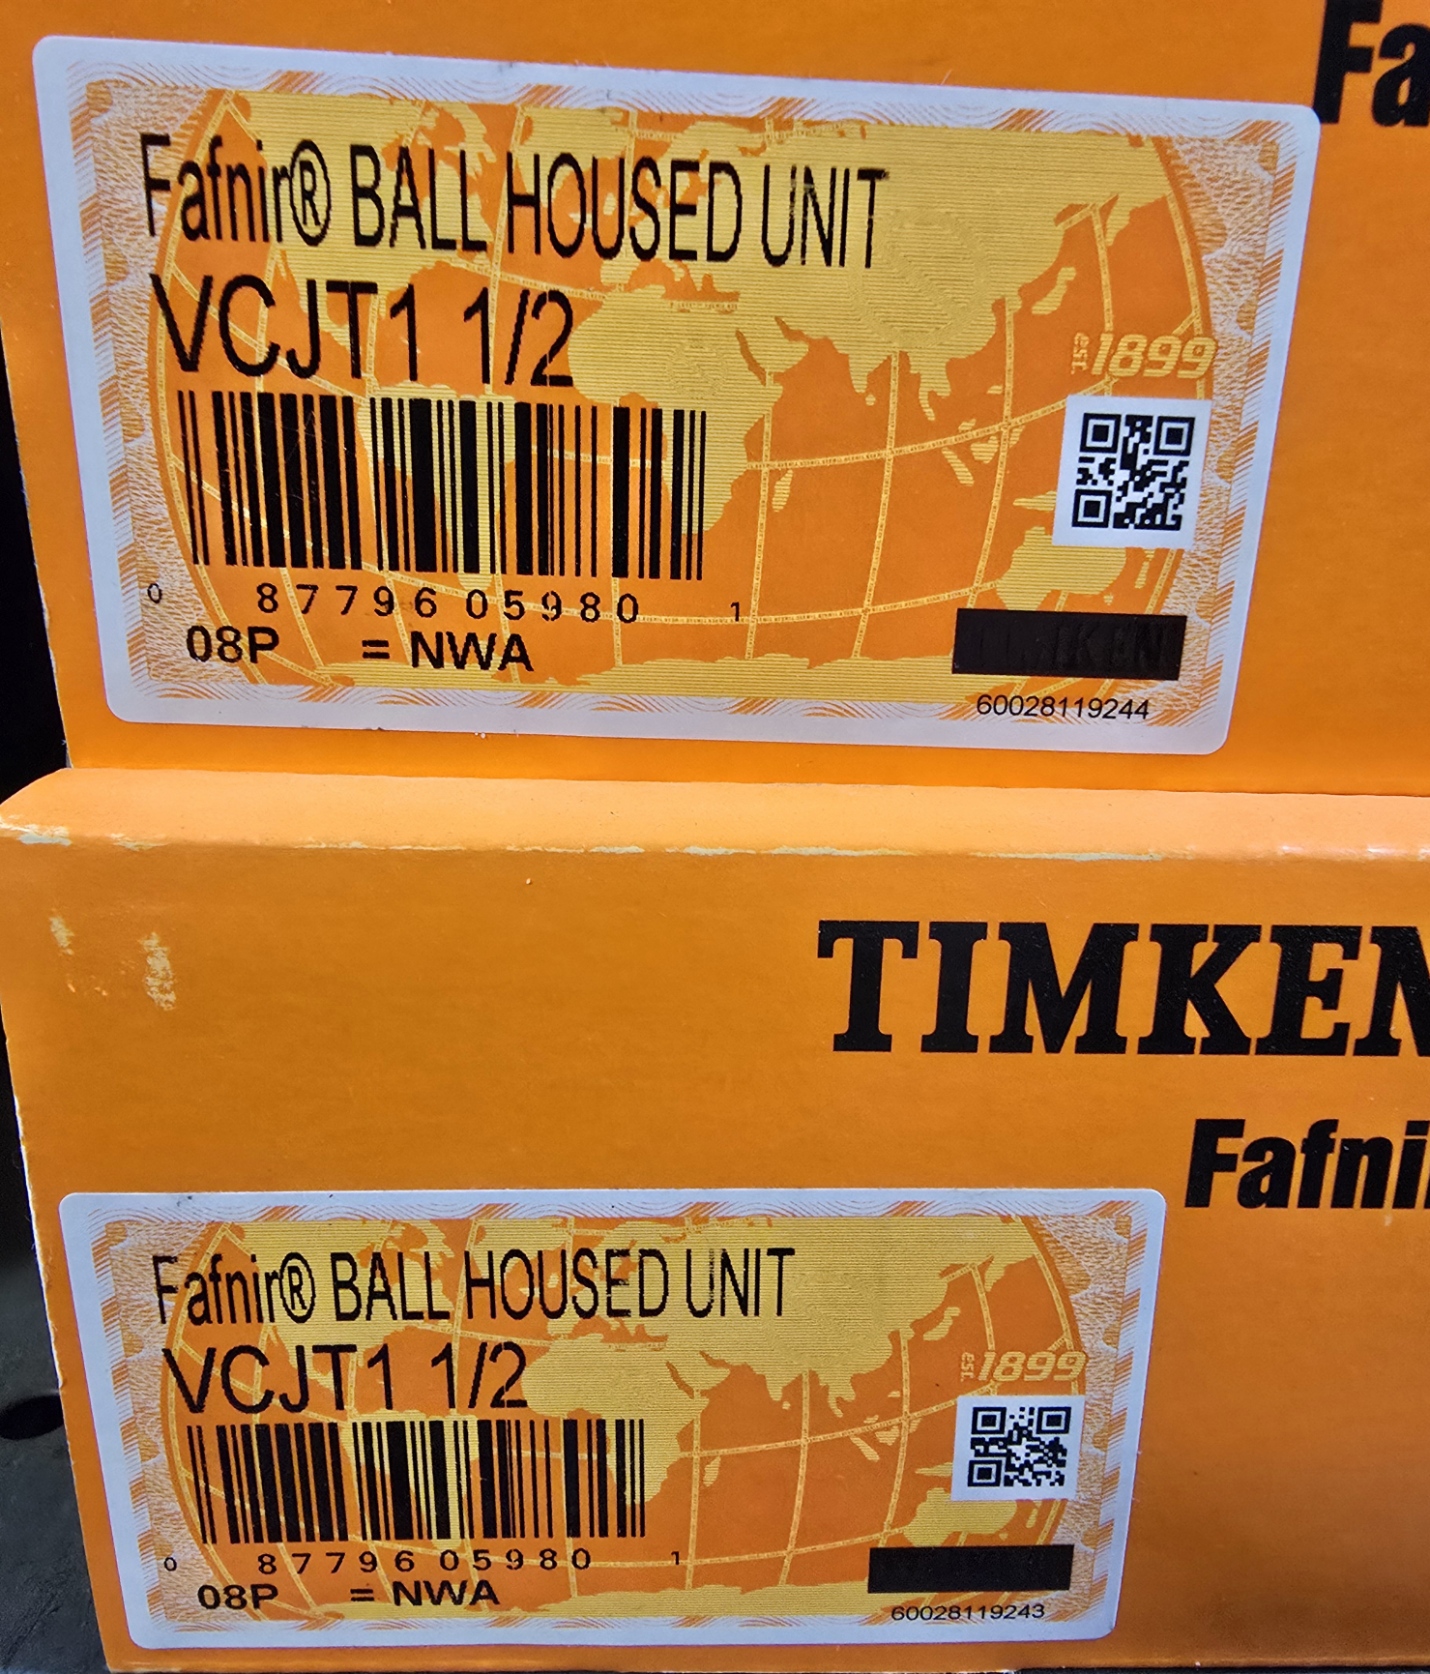 Fa
Fafnir® BALL HOUSED UNIT
VCJT1 1/2
EST. 1899
0 87796 05980 1
08P = NWA
60028119244
TIMKEN
Fafnir
Fafnir® BALL HOUSED UNIT
VCJT1 1/2
EST. 1899
0 87796 05980 1
08P = NWA
60028119243